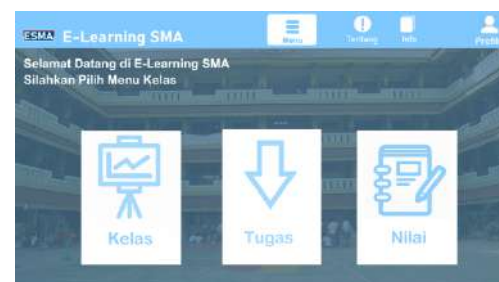 ESMA E-Learning SMA
Menu Tentang Info Profil
Selamat Datang di E-Learning SMA
Silahkan Pilih Menu Kelas
Kelas Tugas Nilai